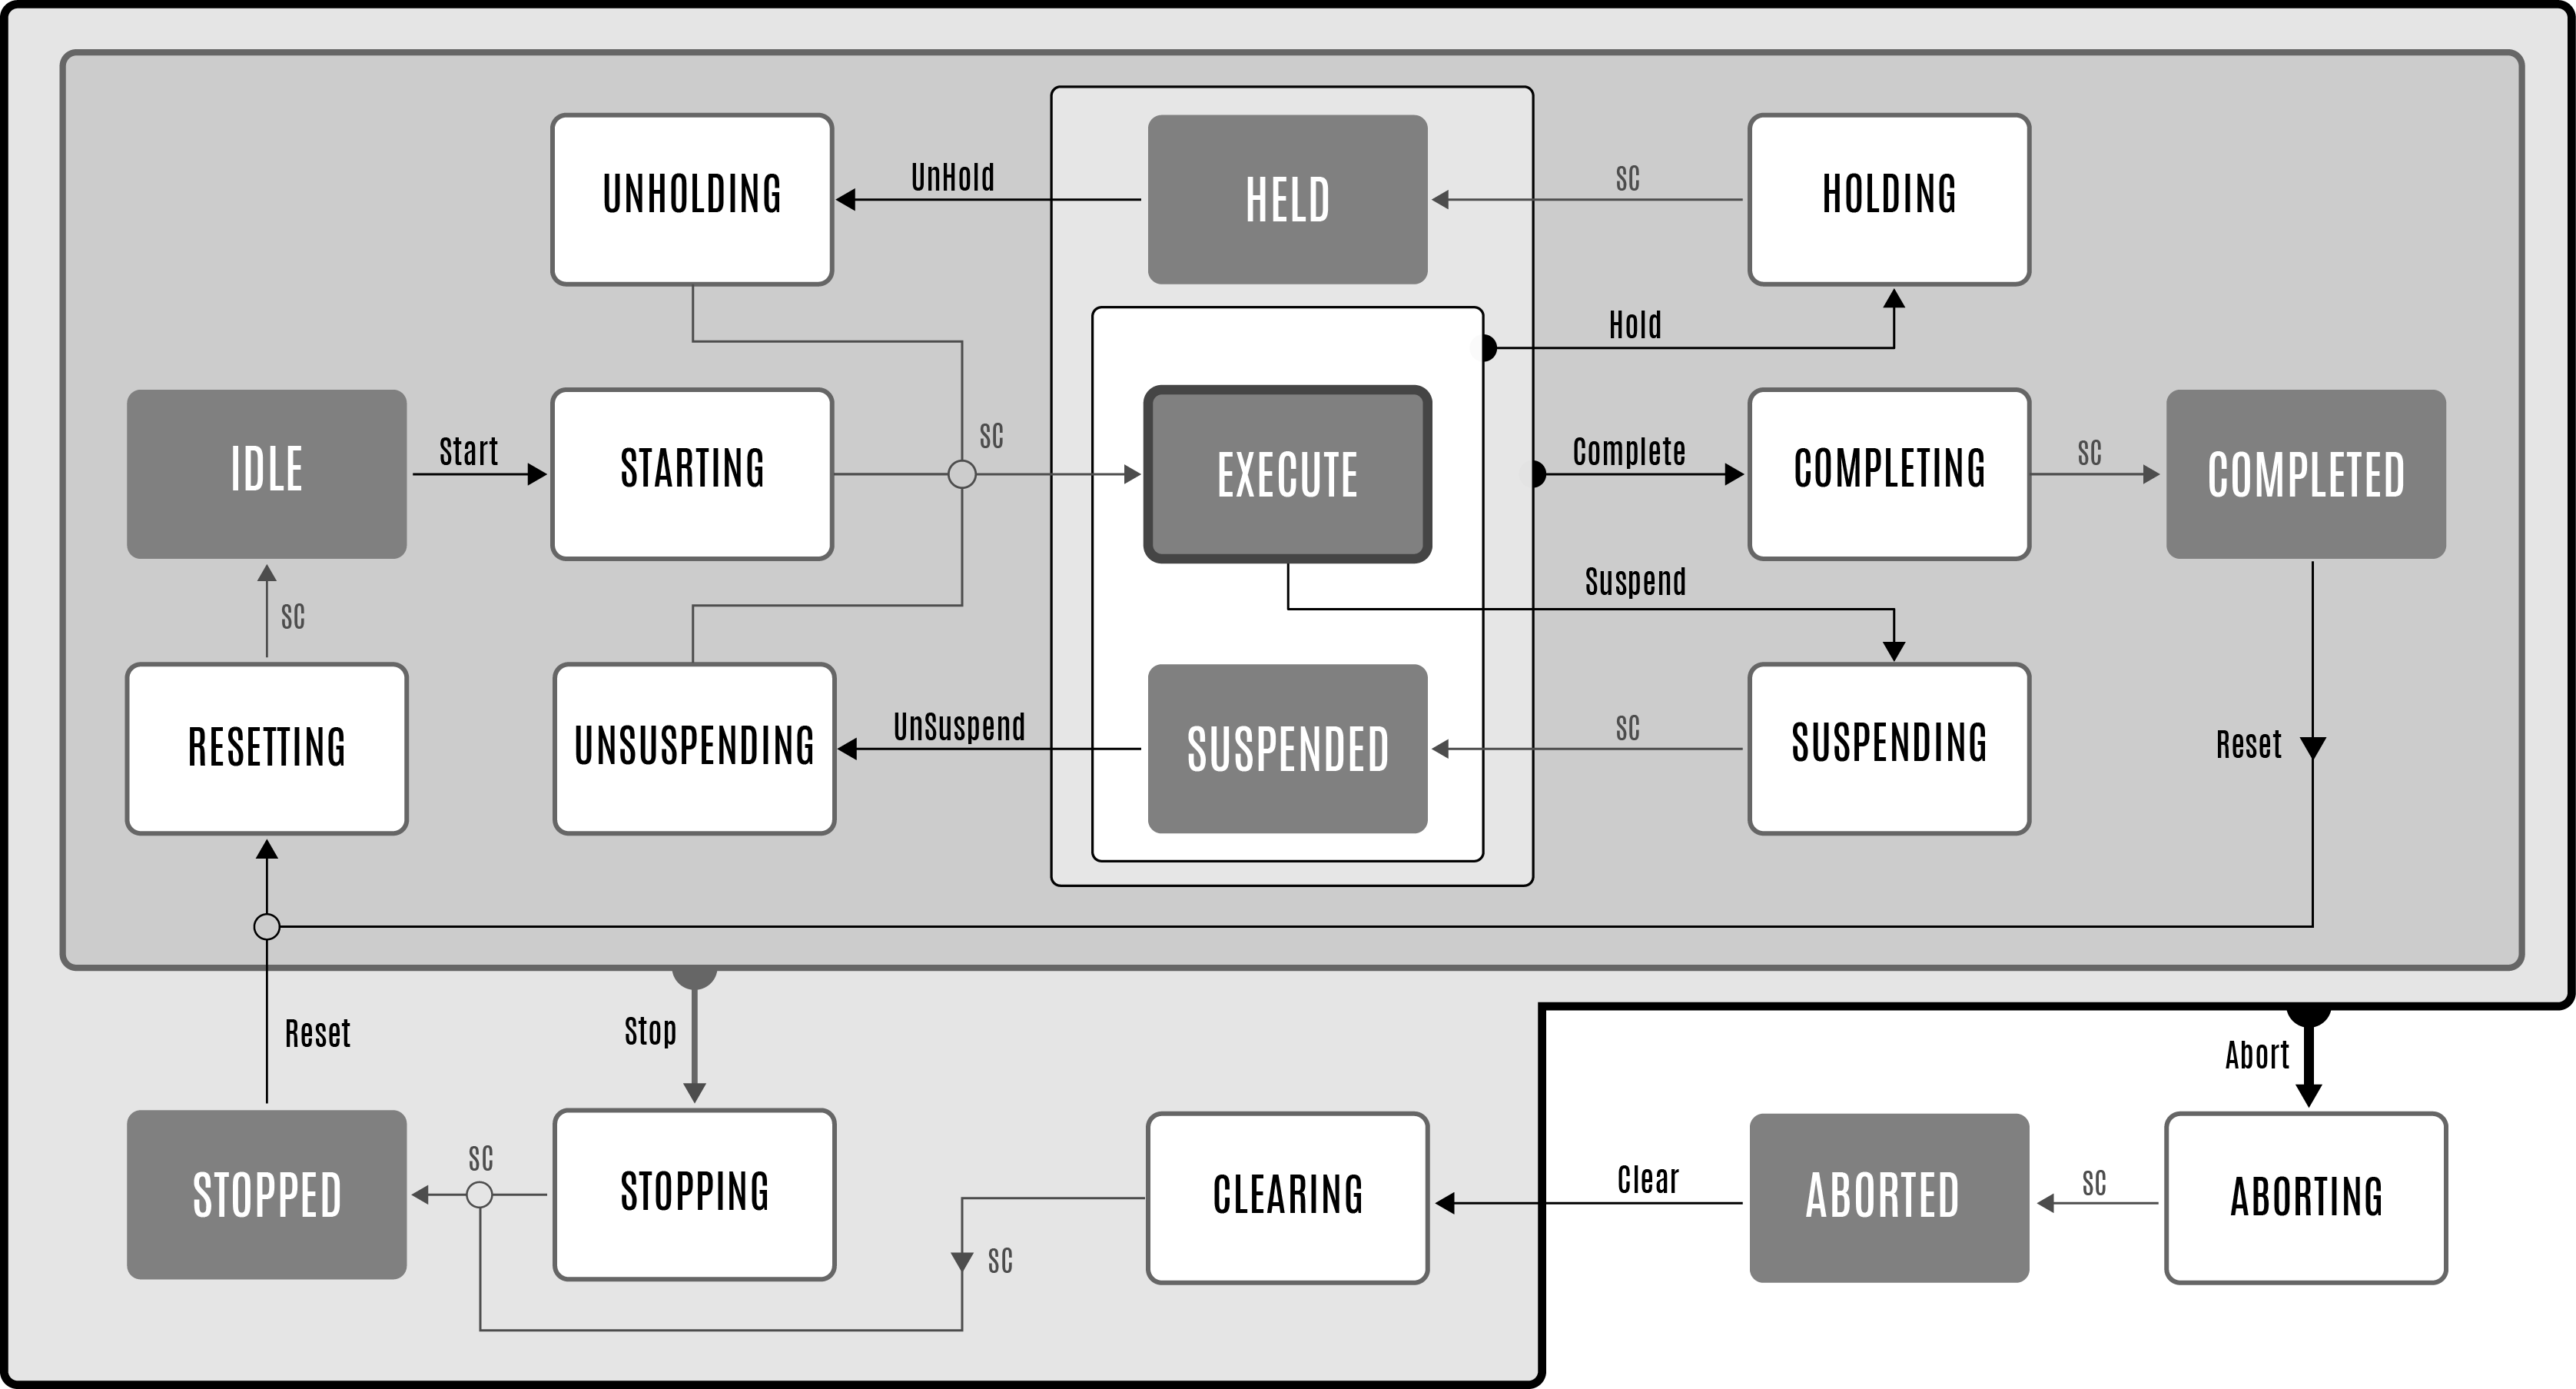 UNHOLDING
UnHold
HELD
SC
HOLDING
Hold
IDLE
Start
STARTING
SC
EXECUTE
Complete
COMPLETING
SC
COMPLETED
Suspend
SC
RESETTING
UNSUSPENDING
UnSuspend
SUSPENDED
SC
SUSPENDING
Reset
Reset
Stop
Abort
STOPPED
SC
STOPPING
SC
CLEARING
Clear
ABORTED
SC
ABORTING